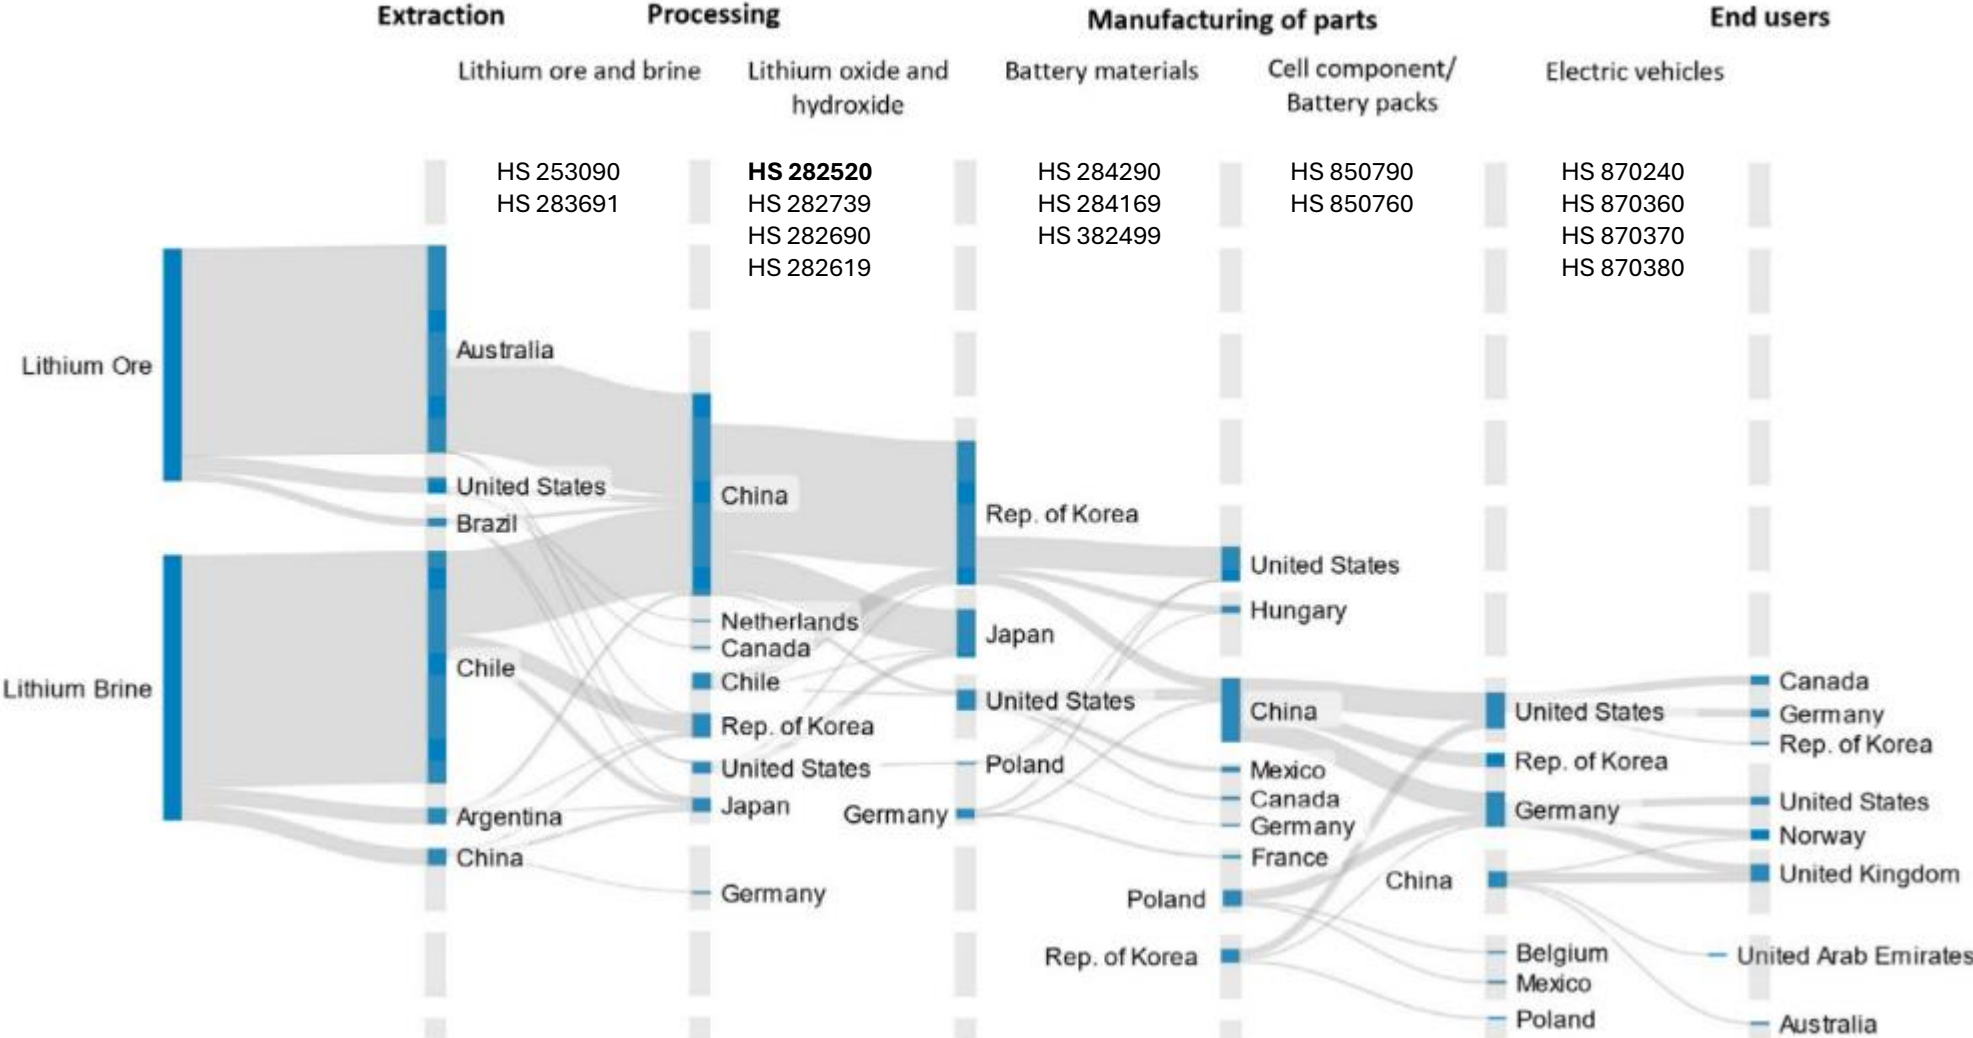 Extraction
Processing
Manufacturing of parts
End users
Lithium ore and brine
Lithium oxide and
hydroxide
Battery materials
Cell component/
Battery packs
Electric vehicles
HS 253090
HS 283691
HS 282520
HS 282739
HS 282690
HS 282619
HS 284290
HS 284169
HS 382499
HS 850790
HS 850760
HS 870240
HS 870360
HS 870370
HS 870380
Lithium Ore
Lithium Brine
Australia
United States
Brazil
Chile
Argentina
China
China
Netherlands
Canada
Chile
Rep. of Korea
United States
Japan
Germany
Rep. of Korea
Japan
United States
Poland
Germany
United States
Hungary
China
Mexico
Canada
Germany
France
Poland
Rep. of Korea
United States
Rep. of Korea
Germany
China
Belgium
Mexico
Poland
Canada
Germany
Rep. of Korea
United States
Norway
United Kingdom
United Arab Emirates
Australia